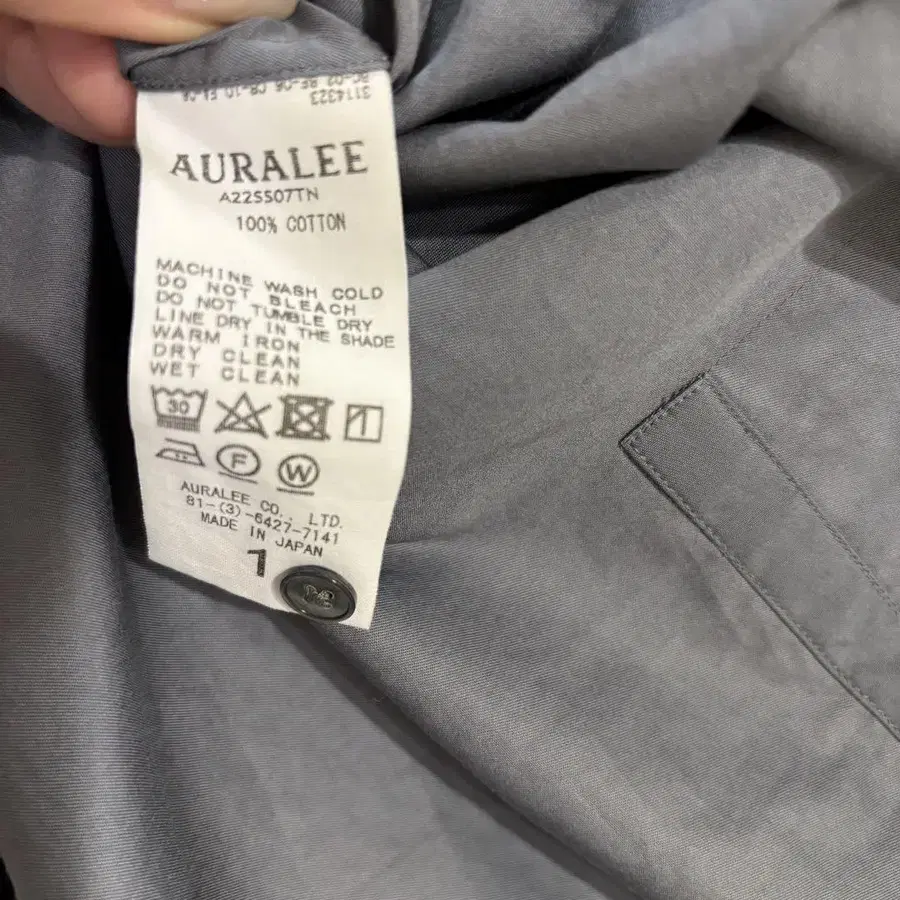 3114323
AURALEE
A22SS07TN
100% COTTON
MACHINE WASH COLD
DO NOT BLEACH
DO NOT TUMBLE DRY
LINE DRY IN THE SHADE
WARM IRON
DRY CLEAN
WET CLEAN
30
F
W
AURALEE CO., LTD.
81-(3)-6427-7141
MADE IN JAPAN
1